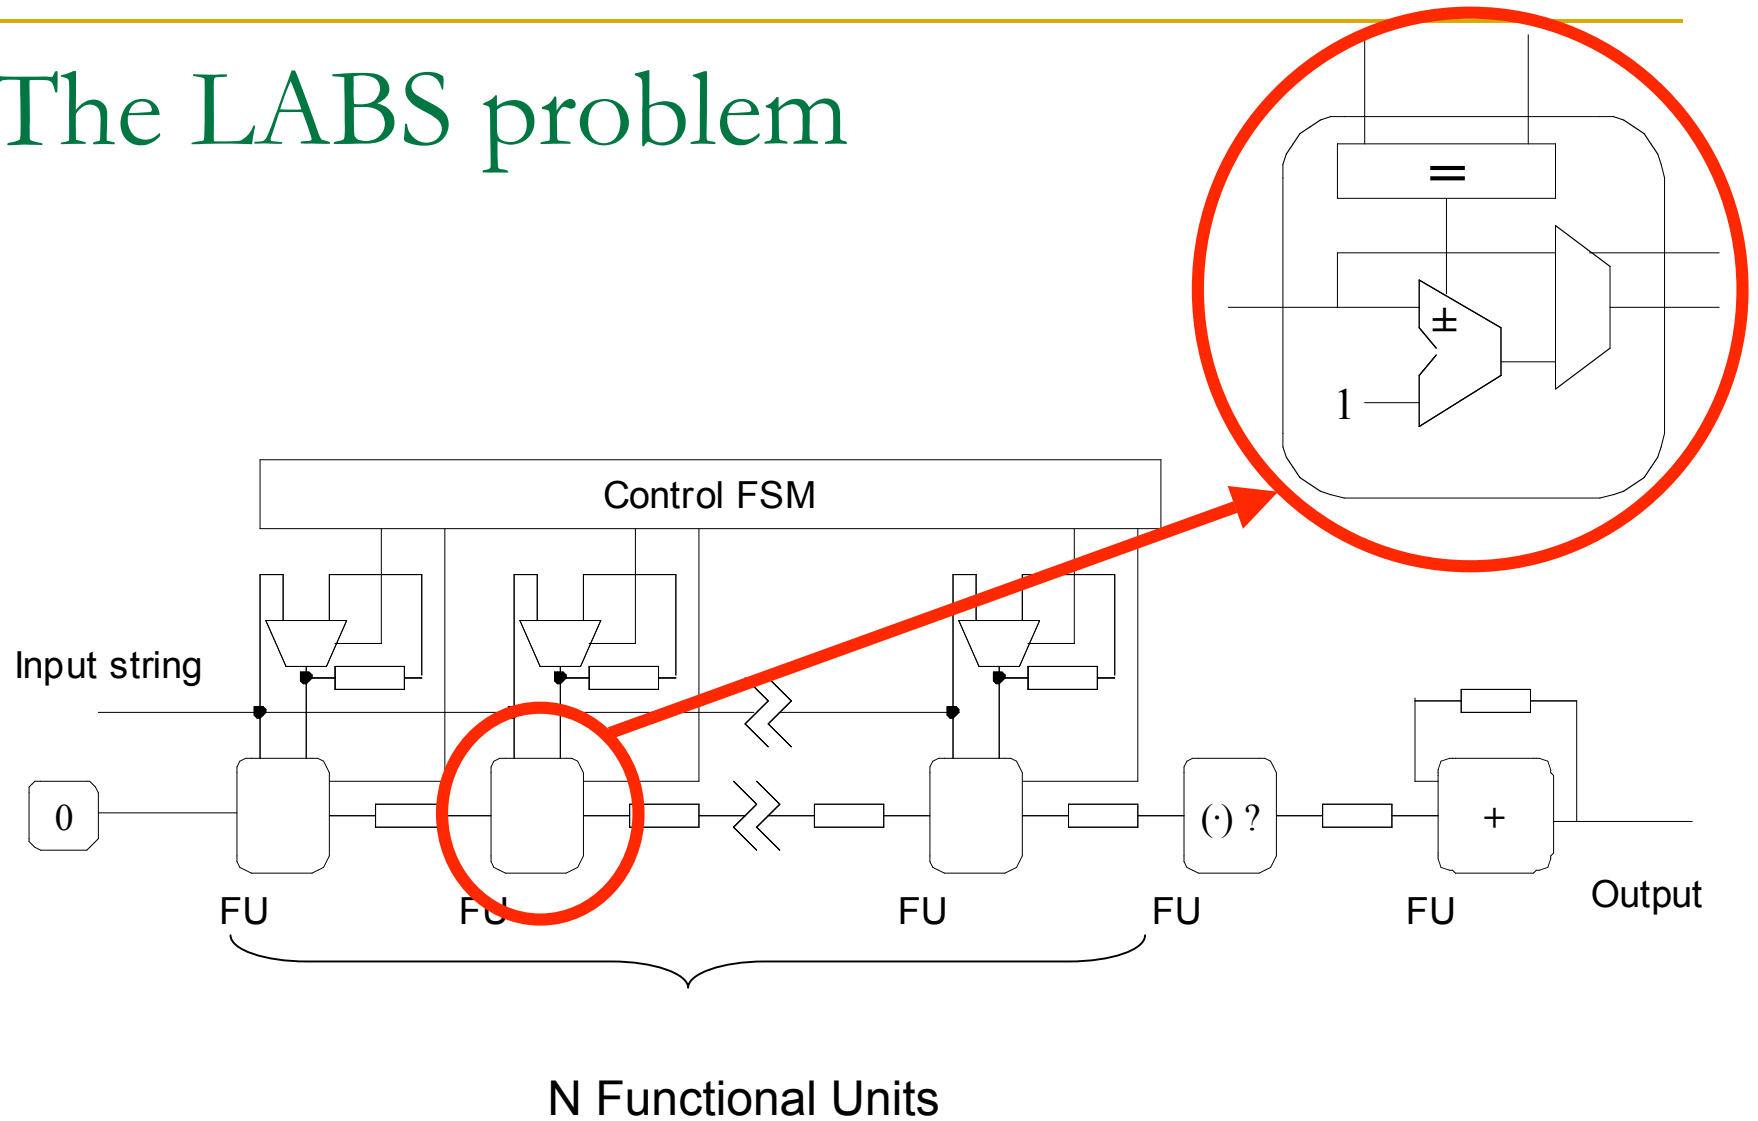 The LABS problem
=
±
1
Control FSM
Input string
0
(·) ?
+
Output
FU
FU
FU
FU
FU
N Functional Units